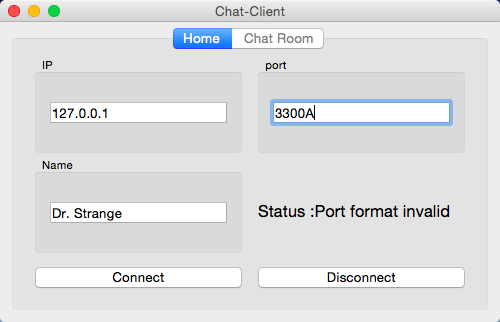 Chat-Client
Home Chat Room
IP port
127.0.0.1 3300A
Name
Dr. Strange Status :Port format invalid
Connect Disconnect